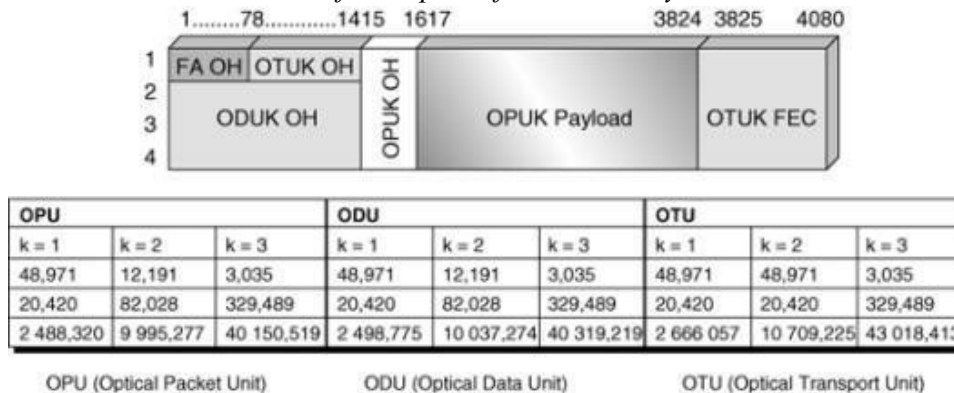 1........78............1415 1617 3824 3825 4080
1 FA OH OTUK OH
2
3 ODUK OH OPUK OH OPUK Payload OTUK FEC
4
OPU ODU OTU
k = 1 k = 2 k = 3 k = 1 k = 2 k = 3 k = 1 k = 2 k = 3
48,971 12,191 3,035 48,971 12,191 3,035 48,971 48,971 3,035
20,420 82,028 329,489 20,420 82,028 329,489 20,420 20,420 329,489
2 488,320 9 995,277 40 150,519 2 498,775 10 037,274 40 319,219 2 666 057 10 709,225 43 018,413
OPU (Optical Packet Unit) ODU (Optical Data Unit) OTU (Optical Transport Unit)